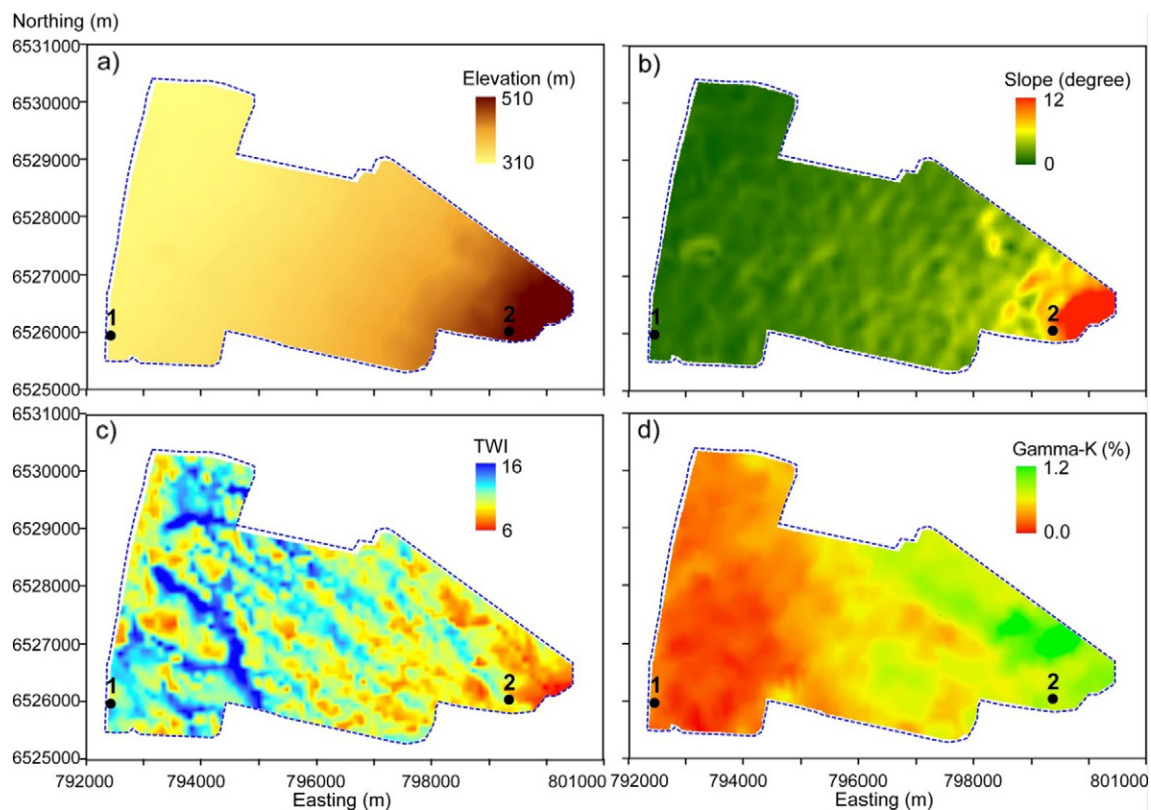 Northing (m)
6531000
6530000
6529000
6528000
6527000
6526000
6525000
a)
Elevation (m)
510
310
1
2
b)
Slope (degree)
12
0
1
2
6531000
6530000
6529000
6528000
6527000
6526000
6525000
c)
TWI
16
6
1
2
d)
Gamma-K (%)
1.2
0.0
1
2
792000 794000 796000 798000 801000
Easting (m)
792000 794000 796000 798000 801000
Easting (m)